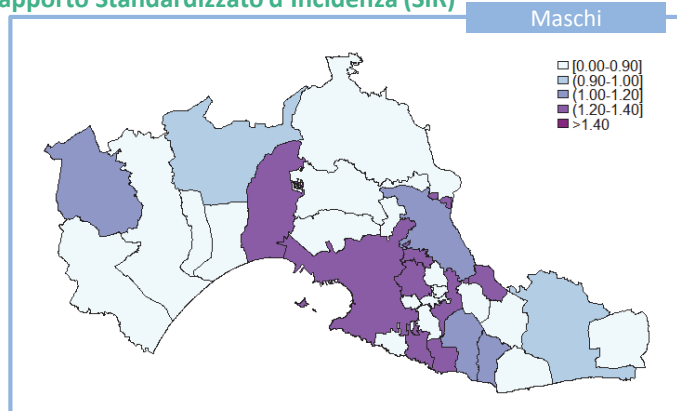 apporto Standardizzato d'Incidenza (SIR)
Maschi
[0.00-0.90]
(0.90-1.00]
(1.00-1.20]
(1.20-1.40]
>1.40